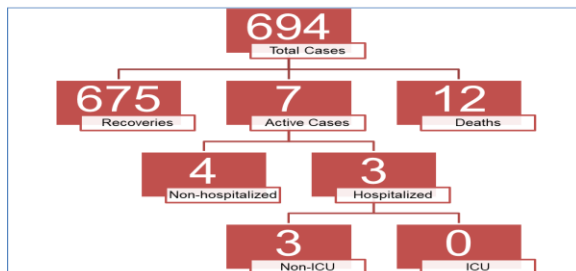 694
Total Cases
675
Recoveries
7
Active Cases
12
Deaths
4
Non-hospitalized
3
Hospitalized
3
Non-ICU
0
ICU